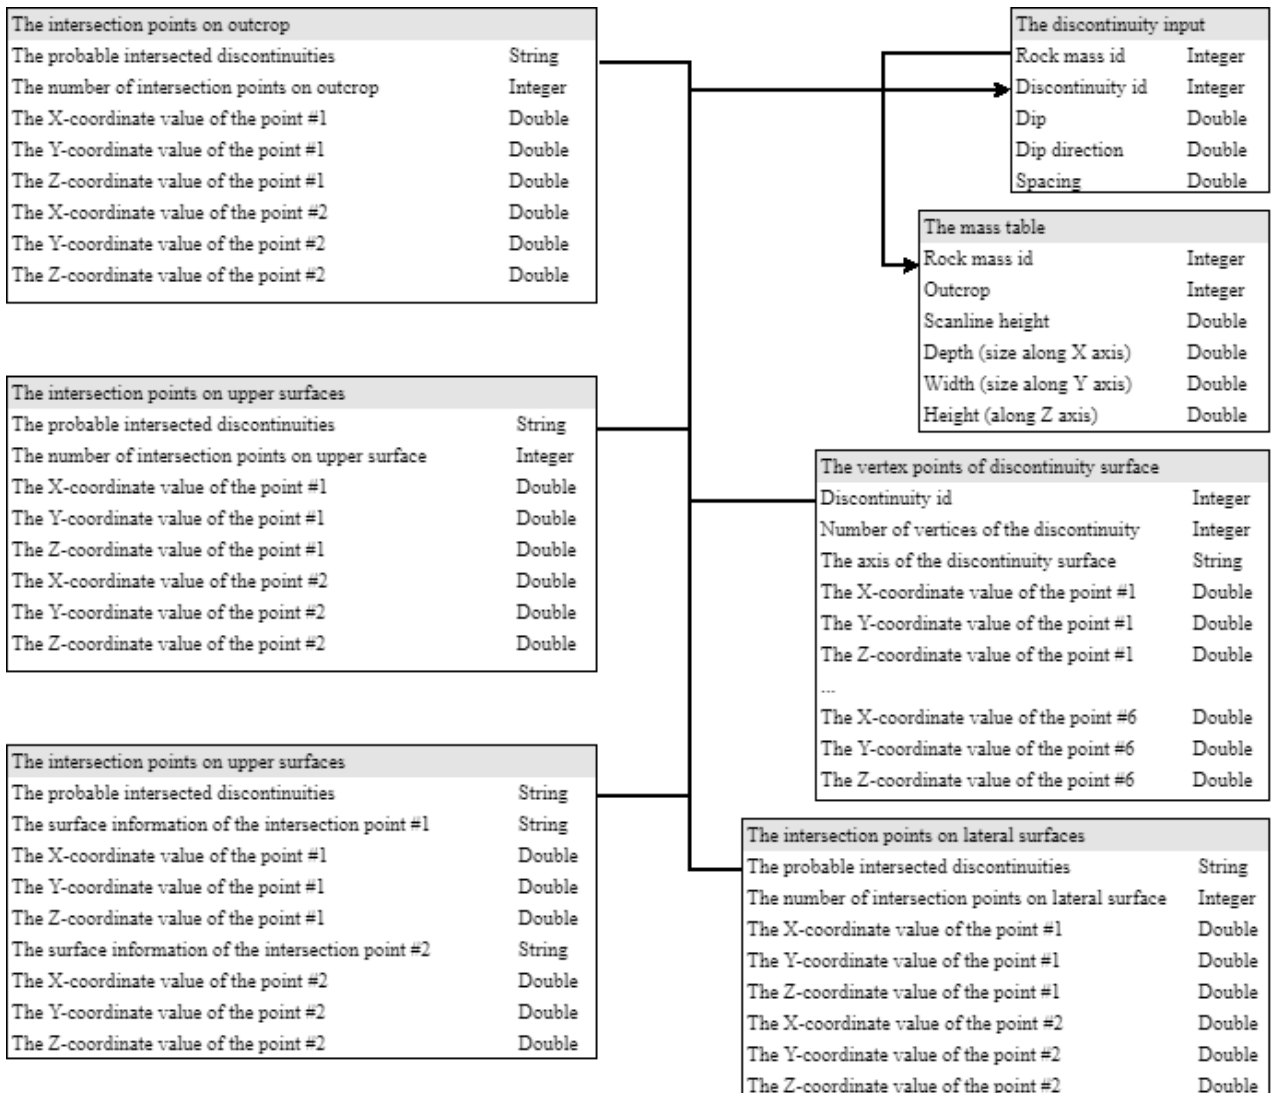 The intersection points on outcrop
The probable intersected discontinuities String
The number of intersection points on outcrop Integer
The X-coordinate value of the point #1 Double
The Y-coordinate value of the point #1 Double
The Z-coordinate value of the point #1 Double
The X-coordinate value of the point #2 Double
The Y-coordinate value of the point #2 Double
The Z-coordinate value of the point #2 Double
The intersection points on upper surfaces
The probable intersected discontinuities String
The number of intersection points on upper surface Integer
The X-coordinate value of the point #1 Double
The Y-coordinate value of the point #1 Double
The Z-coordinate value of the point #1 Double
The X-coordinate value of the point #2 Double
The Y-coordinate value of the point #2 Double
The Z-coordinate value of the point #2 Double
The intersection points on upper surfaces
The probable intersected discontinuities String
The surface information of the intersection point #1 String
The X-coordinate value of the point #1 Double
The Y-coordinate value of the point #1 Double
The Z-coordinate value of the point #1 Double
The surface information of the intersection point #2 String
The X-coordinate value of the point #2 Double
The Y-coordinate value of the point #2 Double
The Z-coordinate value of the point #2 Double
The discontinuity input
Rock mass id Integer
Discontinuity id Integer
Dip Double
Dip direction Double
Spacing Double
The mass table
Rock mass id Integer
Outcrop Integer
Scanline height Double
Depth (size along X axis) Double
Width (size along Y axis) Double
Height (along Z axis) Double
The vertex points of discontinuity surface
Discontinuity id Integer
Number of vertices of the discontinuity Integer
The axis of the discontinuity surface String
The X-coordinate value of the point #1 Double
The Y-coordinate value of the point #1 Double
The Z-coordinate value of the point #1 Double
...
The X-coordinate value of the point #6 Double
The Y-coordinate value of the point #6 Double
The Z-coordinate value of the point #6 Double
The intersection points on lateral surfaces
The probable intersected discontinuities String
The number of intersection points on lateral surface Integer
The X-coordinate value of the point #1 Double
The Y-coordinate value of the point #1 Double
The Z-coordinate value of the point #1 Double
The X-coordinate value of the point #2 Double
The Y-coordinate value of the point #2 Double
The Z-coordinate value of the point #2 Double